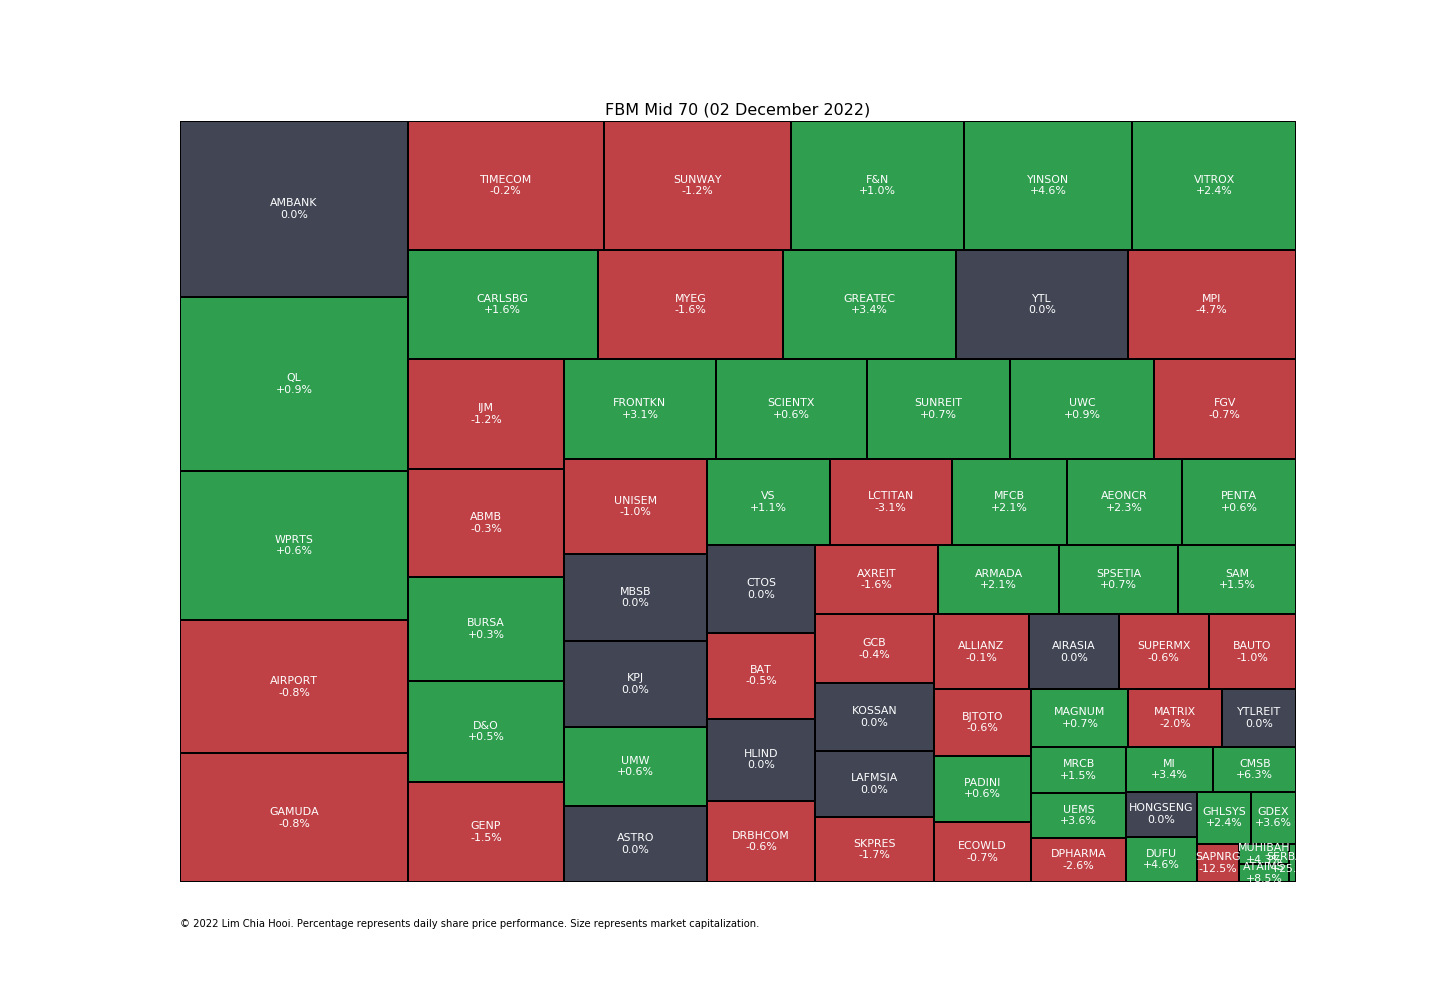 FBM Mid 70 (02 December 2022)
AMBANK
0.0%
QL
+0.9%
WPRTS
+0.6%
AIRPORT
-0.8%
GAMUDA
-0.8%
TIMECOM
-0.2%
SUNWAY
-1.2%
F&N
+1.0%
YINSON
+4.6%
VITROX
+2.4%
CARLSBG
+1.6%
MYEG
-1.6%
GREATEC
+3.4%
YTL
0.0%
MPI
-4.7%
IJM
-1.2%
ABMB
-0.3%
BURSA
+0.3%
D&O
+0.5%
GENP
-1.5%
FRONTKN
+3.1%
SCIENTX
+0.6%
SUNREIT
+0.7%
UWC
+0.9%
FGV
-0.7%
UNISEM
-1.0%
MBSB
0.0%
KPJ
0.0%
UMW
+0.6%
ASTRO
0.0%
VS
+1.1%
LCTITAN
-3.1%
MFCB
+2.1%
AEONCR
+2.3%
PENTA
+0.6%
CTOS
0.0%
BAT
-0.5%
HLIND
0.0%
DRBHCOM
-0.6%
AXREIT
-1.6%
ARMADA
+2.1%
SPSETIA
+0.7%
SAM
+1.5%
GCB
-0.4%
KOSSAN
0.0%
LAFMSIA
0.0%
SKPRES
-1.7%
ALLIANZ
-0.1%
AIRASIA
0.0%
SUPERMX
-0.6%
BAUTO
-1.0%
BJTOTO
-0.6%
PADINI
+0.6%
ECOWLD
-0.7%
MAGNUM
+0.7%
MATRIX
-2.0%
YTLREIT
0.0%
MRCB
+1.5%
UEMS
+3.6%
DPHARMA
-2.6%
MI
+3.4%
CMSB
+6.3%
HONGSENG
0.0%
DUFU
+4.6%
GHLSYS
+2.4%
GDEX
+3.6%
SAPNRG
-12.5%
MUHIBAH
ATAIMS
+8.5%
© 2022 Lim Chia Hooi. Percentage represents daily share price performance. Size represents market capitalization.